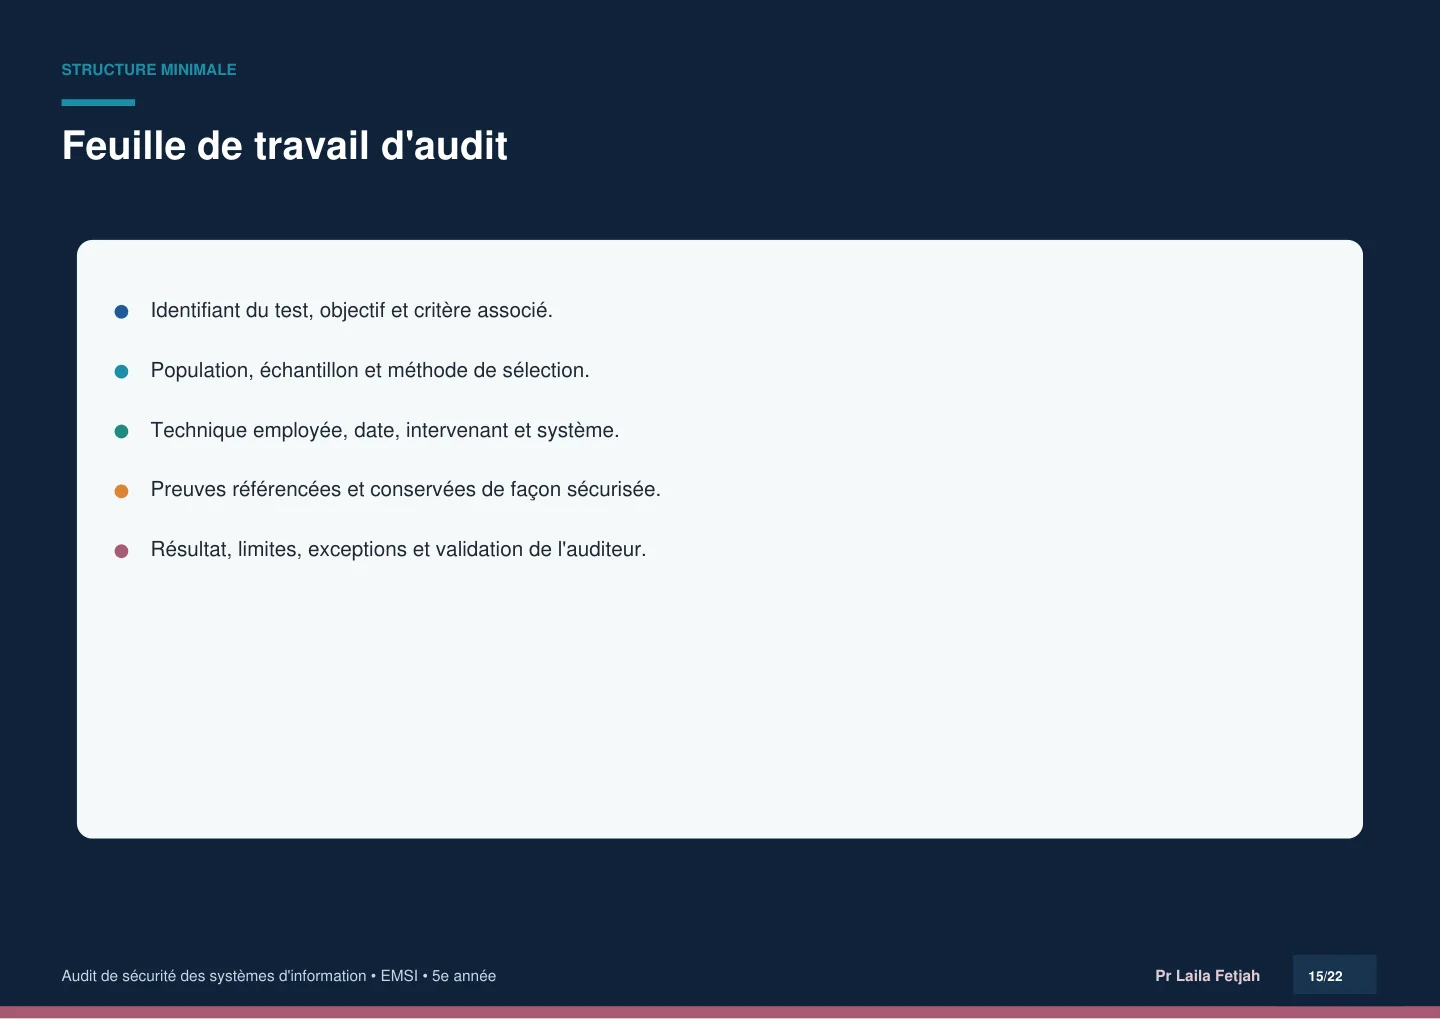 STRUCTURE MINIMALE
Feuille de travail d'audit
Identifiant du test, objectif et critère associé.
Population, échantillon et méthode de sélection.
Technique employée, date, intervenant et système.
Preuves référencées et conservées de façon sécurisée.
Résultat, limites, exceptions et validation de l'auditeur.
Audit de sécurité des systèmes d'information • EMSI • 5e année
Pr Laila Fetjah
15/22